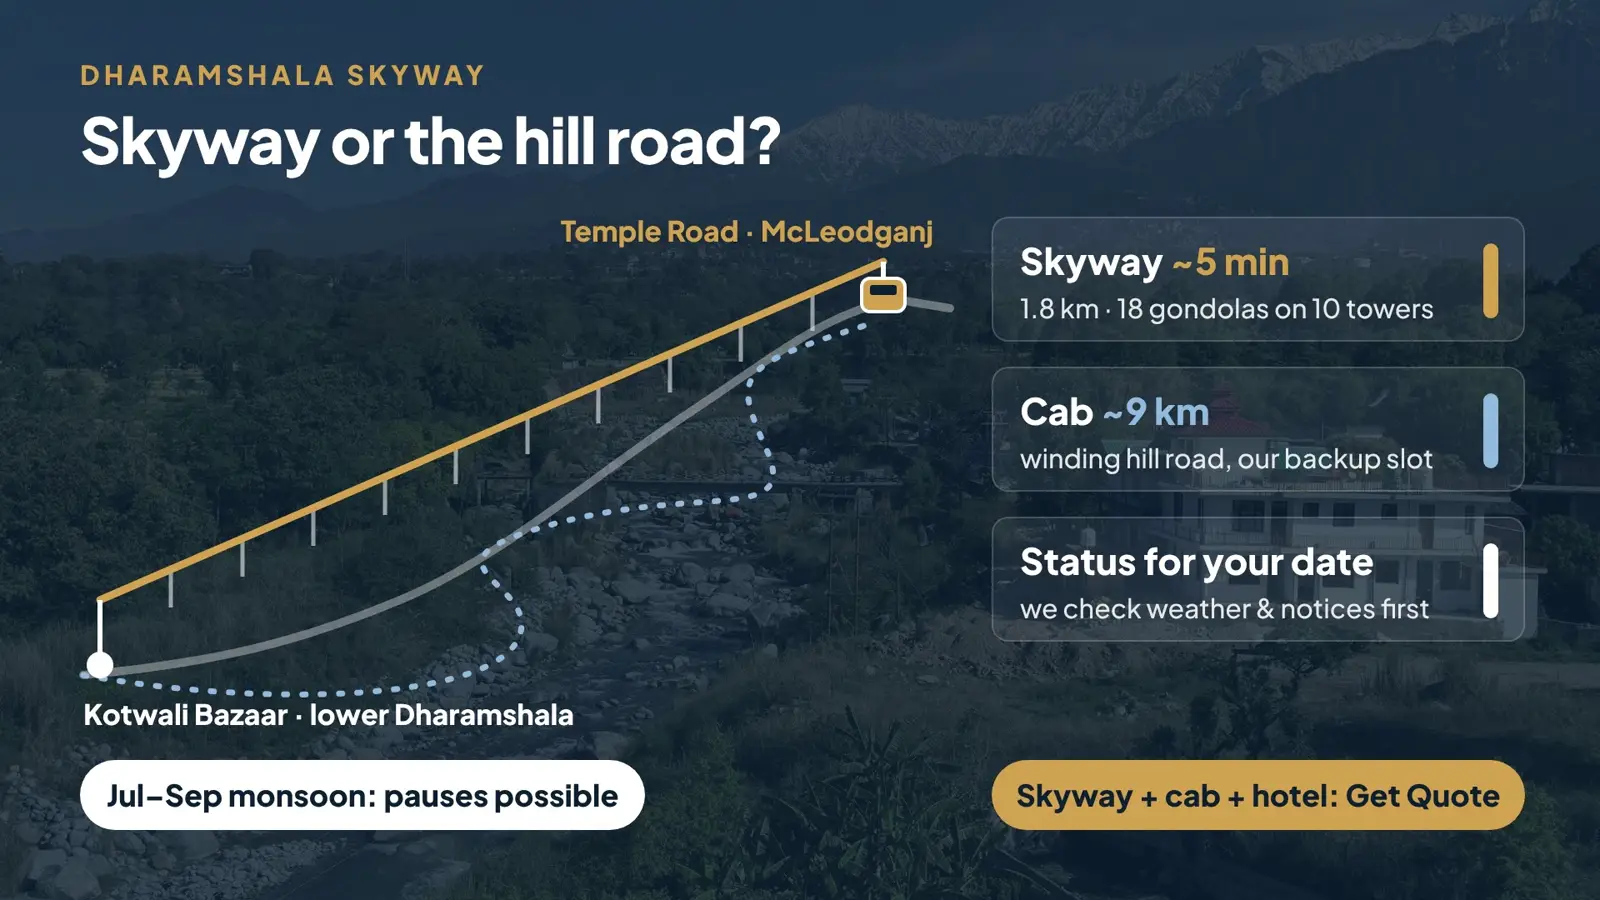 DHARAMSHALA SKYWAY
Skyway or the hill road?
Temple Road · McLeodganj
Skyway ~5 min
1.8 km · 18 gondolas on 10 towers
Cab ~9 km
winding hill road, our backup slot
Status for your date
we check weather & notices first
Kotwali Bazaar · lower Dharamshala
Jul–Sep monsoon: pauses possible
Skyway + cab + hotel: Get Quote